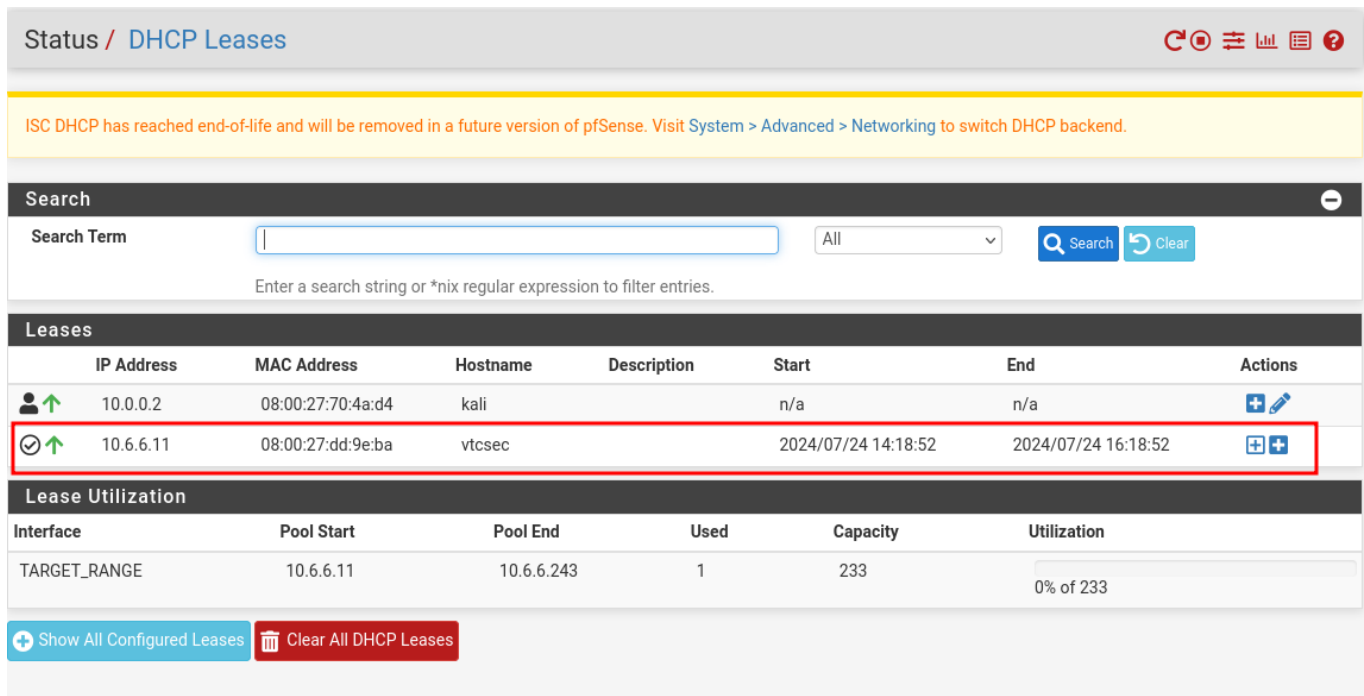 Status / DHCP Leases
ISC DHCP has reached end-of-life and will be removed in a future version of pfSense. Visit System > Advanced > Networking to switch DHCP backend.
Search
Search Term All Search Clear
Enter a search string or *nix regular expression to filter entries.
Leases
IP Address MAC Address Hostname Description Start End Actions
10.0.0.2 08:00:27:70:4a:d4 kali n/a n/a
10.6.6.11 08:00:27:dd:9e:ba vtcsec 2024/07/24 14:18:52 2024/07/24 16:18:52
Lease Utilization
Interface Pool Start Pool End Used Capacity Utilization
TARGET_RANGE 10.6.6.11 10.6.6.243 1 233
0% of 233
Show All Configured Leases Clear All DHCP Leases